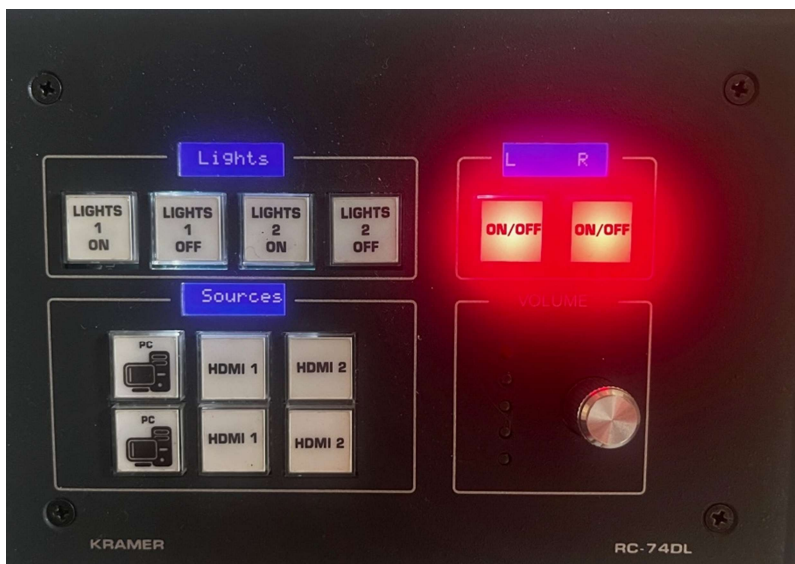 Lights
L R
LIGHTS
1
ON
LIGHTS
1
OFF
LIGHTS
2
ON
LIGHTS
2
OFF
ON/OFF
ON/OFF
Sources
VOLUME
PC
HDMI 1
HDMI 2
PC
HDMI 1
HDMI 2
KRAMER
RC-74DL